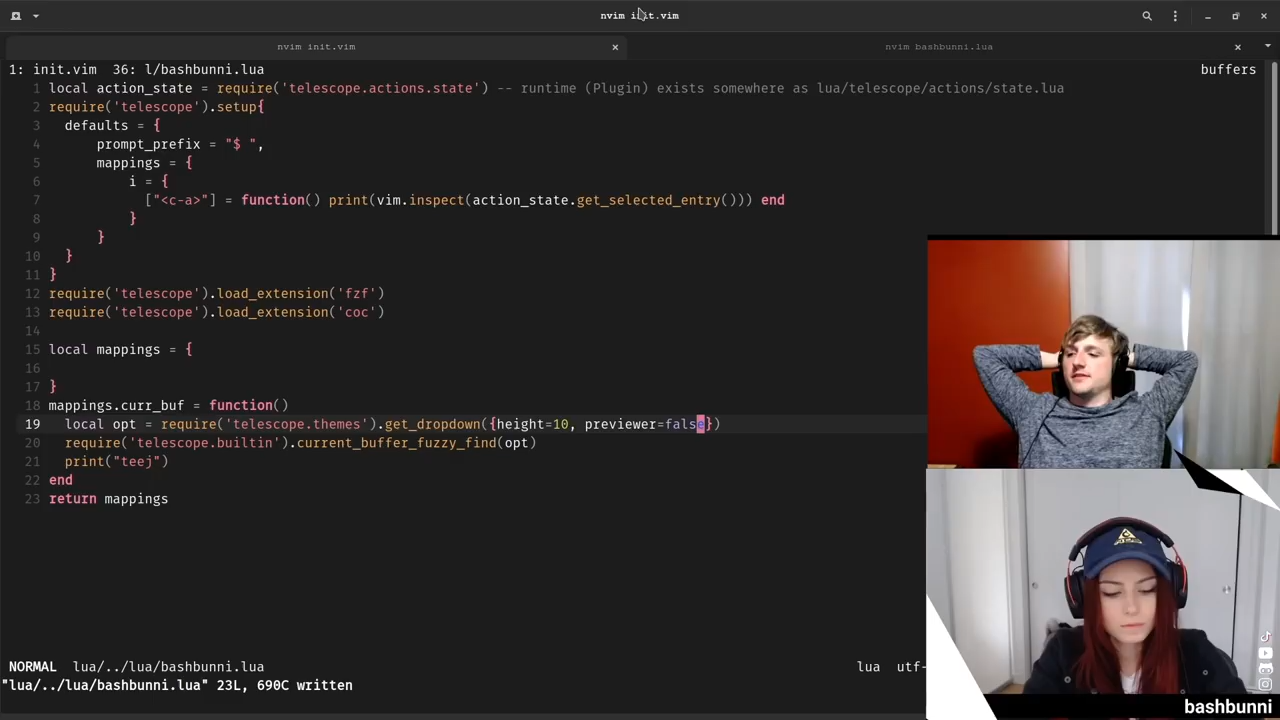 nvim init.vim
nvim init.vim
nvim bashbunni.lua
1: init.vim  36: l/bashbunni.lua
buffers
1 local action_state = require('telescope.actions.state') -- runtime (Plugin) exists somewhere as lua/telescope/actions/state.lua
2 require('telescope').setup{
3   defaults = {
4       prompt_prefix = "$ ",
5       mappings = {
6           i = {
7             ["<c-a>"] = function() print(vim.inspect(action_state.get_selected_entry())) end
8           }
9       }
10   }
11 }
12 require('telescope').load_extension('fzf')
13 require('telescope').load_extension('coc')
14
15 local mappings = {
16
17 }
18 mappings.curr_buf = function()
19   local opt = require('telescope.themes').get_dropdown({height=10, previewer=false})
20   require('telescope.builtin').current_buffer_fuzzy_find(opt)
21   print("teej")
22 end
23 return mappings
NORMAL  lua/../lua/bashbunni.lua
lua  utf-
"lua/../lua/bashbunni.lua" 23L, 690C written
bashbunni